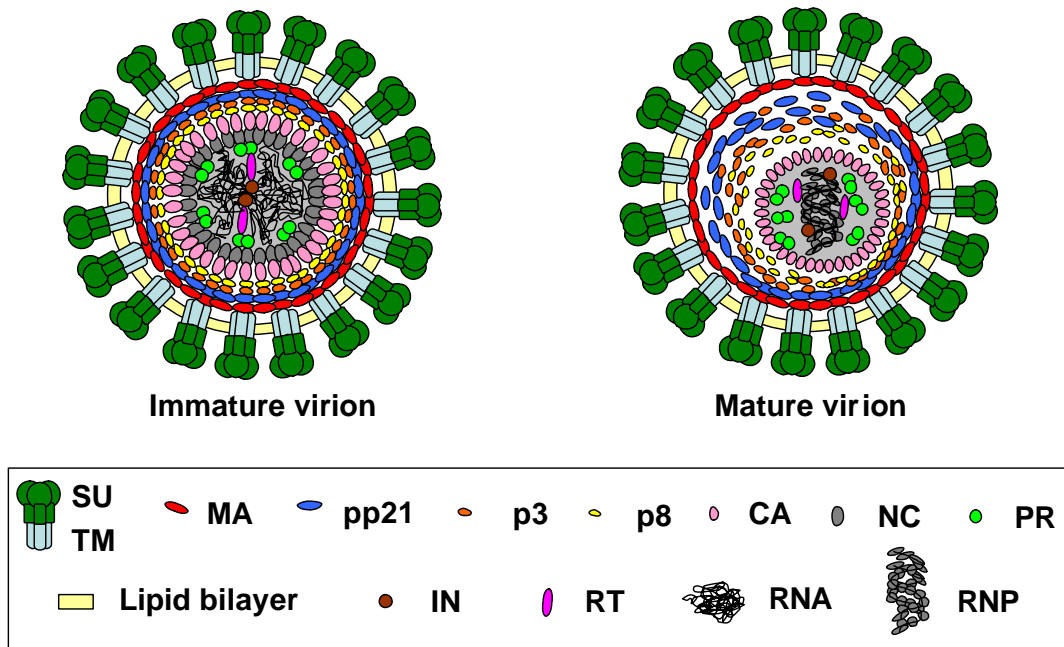 Immature virion
Mature virion
SU
TM
MA
pp21
p3
p8
CA
NC
PR
Lipid bilayer
IN
RT
RNA
RNP